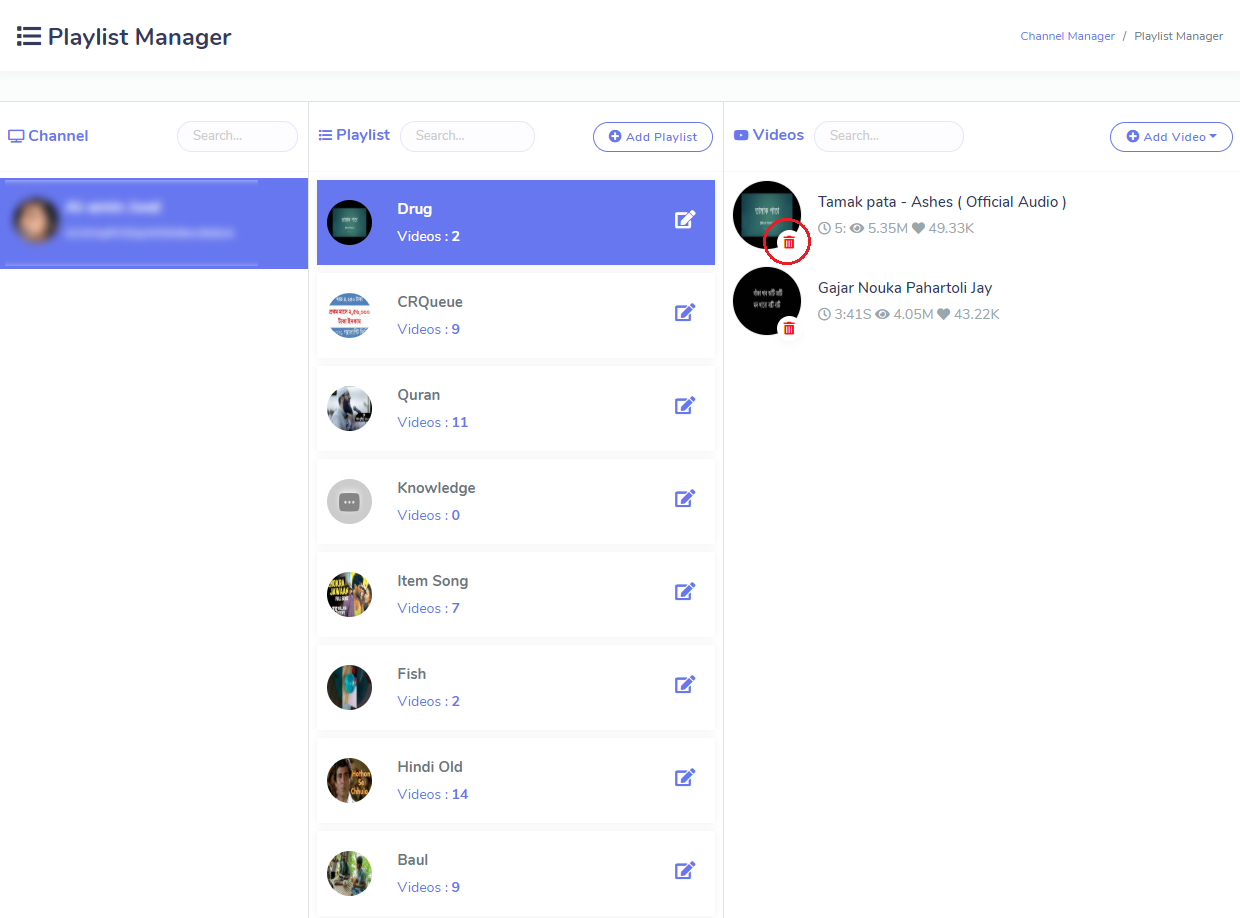 Playlist Manager
Channel Manager / Playlist Manager
Channel
Search...
Playlist
Search...
Add Playlist
Videos
Search...
Add Video
Drug
Videos : 2
CRQueue
Videos : 9
Quran
Videos : 11
Knowledge
Videos : 0
Item Song
Videos : 7
Fish
Videos : 2
Hindi Old
Videos : 14
Baul
Videos : 9
তামাক পাতা
Tamak pata - Ashes ( Official Audio )
5: 5.35M 49.33K
Gajar Nouka Pahartoli Jay
3:41S 4.05M 43.22K